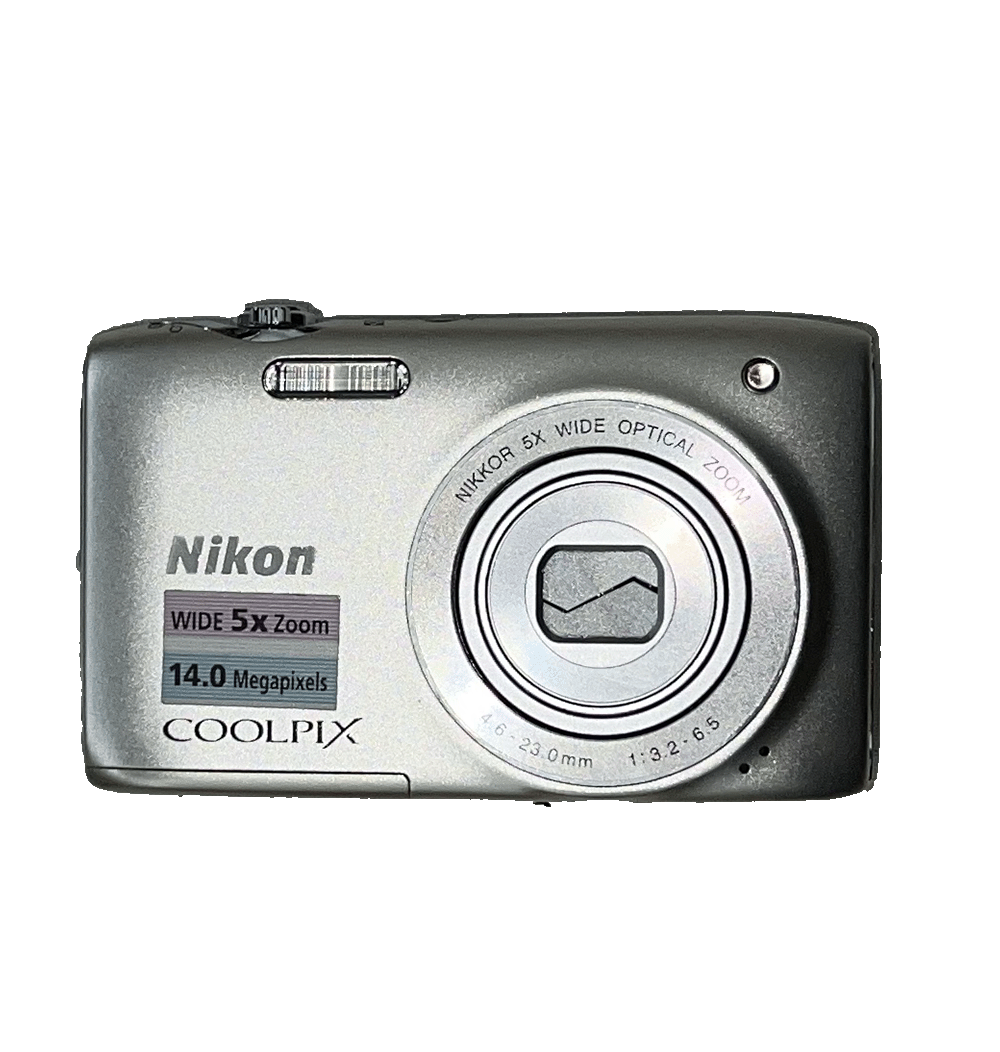 NIKKOR 5X WIDE OPTICAL ZOOM
Nikon
WIDE 5x Zoom
14.0 Megapixels
COOLPIX
4.6-23.0mm 1:3.2-6.5